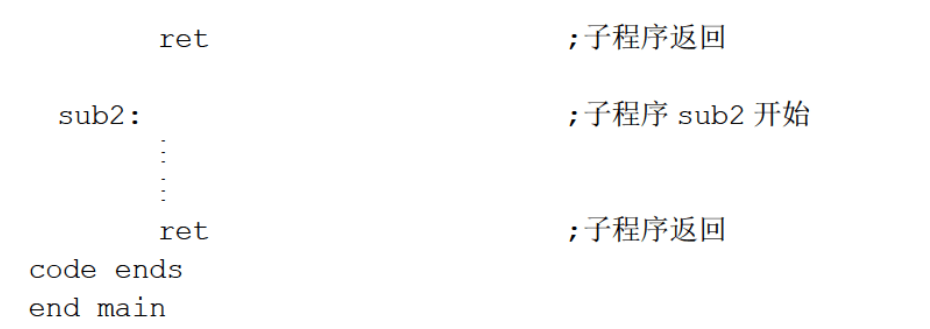 ret ;子程序返回
sub2: ;子程序 sub2 开始
⋮
⋮
ret ;子程序返回
code ends
end main